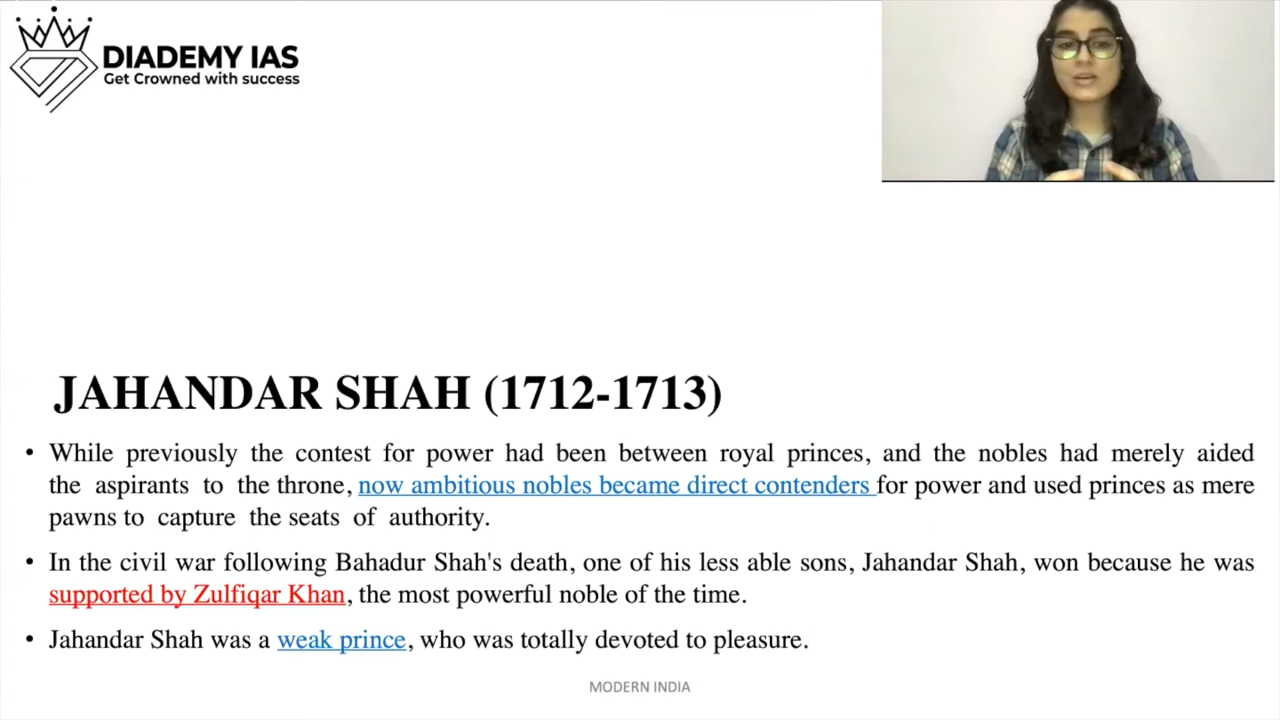 DIADEMY IAS
Get Crowned with success
JAHANDAR SHAH (1712-1713)
• While previously the contest for power had been between royal princes, and the nobles had merely aided
the aspirants to the throne, now ambitious nobles became direct contenders for power and used princes as mere
pawns to capture the seats of authority.
• In the civil war following Bahadur Shah's death, one of his less able sons, Jahandar Shah, won because he was
supported by Zulfiqar Khan, the most powerful noble of the time.
• Jahandar Shah was a weak prince, who was totally devoted to pleasure.
MODERN INDIA